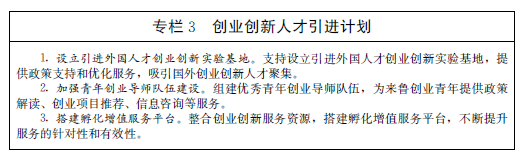 专栏 3 创业创新人才引进计划
1. 设立引进外国人才创业创新实验基地。支持设立引进外国人才创业创新实验基地，提
供政策支持和优化服务，吸引国外创业创新人才聚集。
2. 加强青年创业导师队伍建设。组建优秀青年创业导师队伍，为来鲁创业青年提供政策
解读、创业项目推荐、信息咨询等服务。
3. 搭建孵化增值服务平台。整合创业创新服务资源，搭建孵化增值服务平台，不断提升
服务的针对性和有效性。